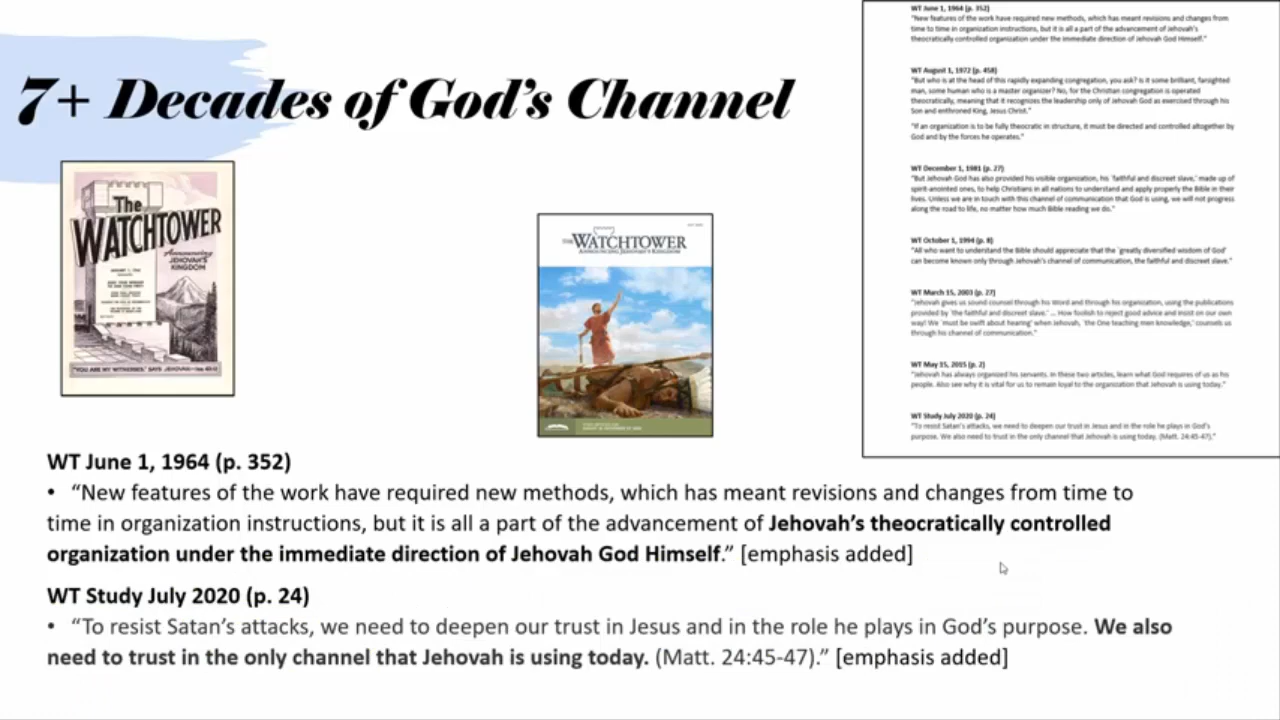 7+ Decades of God's Channel
The
WATCHTOWER
Announcing
JEHOVAH'S
KINGDOM
"YOU ARE MY WITNESSES," SAYS JEHOVAH
THE WATCHTOWER
ANNOUNCING JEHOVAH'S KINGDOM
WT June 1, 1964 (p. 352)
"New features of the work have required new methods, which has meant revisions and changes from
time to time in organization instructions, but it is all a part of the advancement of Jehovah's
theocratically controlled organization under the immediate direction of Jehovah God Himself."
WT August 1, 1972 (p. 458)
"But who is at the head of this rapidly expanding congregation, you ask? Is it some brilliant, farsighted
man, some human who is a master organizer? No, for the Christian congregation is operated
theocratically, meaning that it recognizes the leadership only of Jehovah God as exercised through his
Son and enthroned King, Jesus Christ."
"If an organization is to be fully theocratic in structure, it must be directed and controlled altogether by
God and by the forces he operates."
WT December 1, 1981 (p. 27)
"But Jehovah God has also provided his visible organization, his 'faithful and discreet slave,' made up of
spirit-anointed ones, to help Christians in all nations to understand and apply properly the Bible in their
lives. Unless we are in touch with this channel of communication that God is using, we will not progress
along the road to life, no matter how much Bible reading we do."
WT October 1, 1994 (p. 8)
"All who want to understand the Bible should appreciate that the 'greatly diversified wisdom of God'
can become known only through Jehovah's channel of communication, the faithful and discreet slave."
WT March 15, 2003 (p. 27)
"Jehovah gives us sound counsel through his Word and through his organization, using the publications
provided by 'the faithful and discreet slave.' ... How foolish to reject good advice and insist on our own
way! We 'must be swift about hearing' when Jehovah, 'the One teaching men knowledge,' counsels us
through his channel of communication."
WT May 15, 2015 (p. 2)
"Jehovah has always organized his servants. In these two articles, learn what God requires of us as his
people. Also see why it is vital for us to remain loyal to the organization that Jehovah is using today."
WT Study July 2020 (p. 24)
"To resist Satan's attacks, we need to deepen our trust in Jesus and in the role he plays in God's
purpose. We also need to trust in the only channel that Jehovah is using today. (Matt. 24:45-47)."
WT June 1, 1964 (p. 352)
• "New features of the work have required new methods, which has meant revisions and changes from time to
time in organization instructions, but it is all a part of the advancement of Jehovah's theocratically controlled
organization under the immediate direction of Jehovah God Himself." [emphasis added]
WT Study July 2020 (p. 24)
• "To resist Satan's attacks, we need to deepen our trust in Jesus and in the role he plays in God's purpose. We also
need to trust in the only channel that Jehovah is using today. (Matt. 24:45-47)." [emphasis added]